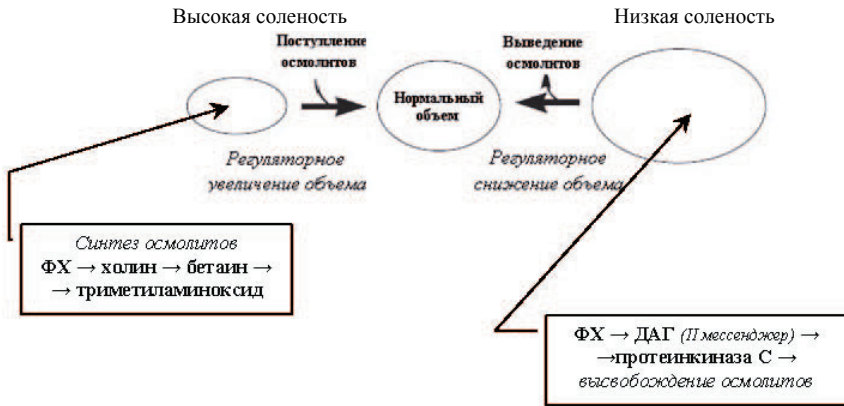 Высокая соленость
Низкая соленость
Поступление
осмолитов
Выведение
осмолитов
Нормальный
объем
Регуляторное
увеличение объема
Регуляторное
снижение объема
Синтез осмолитов
ФХ → холин → бетаин →
→ триметиламиноксид
ФХ → ДАГ (II мессенджер) →
→протеинкиназа С →
высвобождение осмолитов